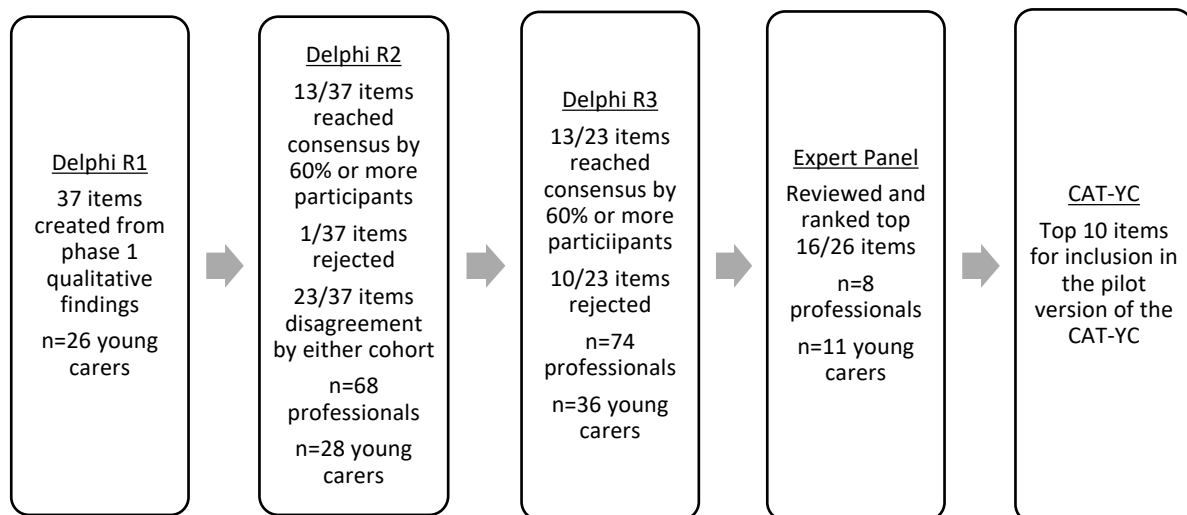 Delphi R1
37 items
created from
phase 1
qualitative
findings
n=26 young
carers
Delphi R2
13/37 items
reached
consensus by
60% or more
participants
1/37 items
rejected
23/37 items
disagreement
by either cohort
n=68
professionals
n=28 young
carers
Delphi R3
13/23 items
reached
consensus by
60% or more
particiipants
10/23 items
rejected
n=74
professionals
n=36 young
carers
Expert Panel
Reviewed and
ranked top
16/26 items
n=8
professionals
n=11 young
carers
CAT-YC
Top 10 items
for inclusion in
the pilot
version of the
CAT-YC